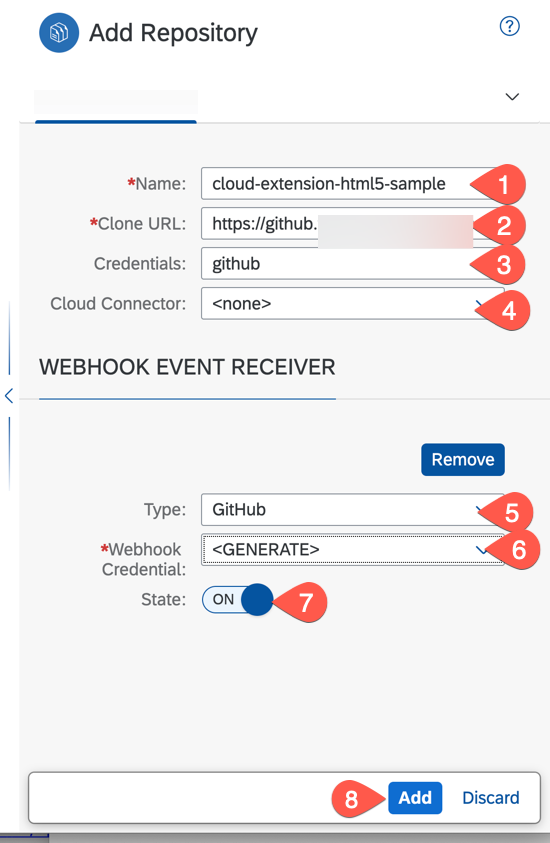 Add Repository ?
*Name: cloud-extension-html5-sample 1
*Clone URL: https://github. 2
Credentials: github 3
Cloud Connector: <none> 4
WEBHOOK EVENT RECEIVER
Remove
Type: GitHub 5
*Webhook <GENERATE> 6
Credential:
State: ON 7
8 Add Discard